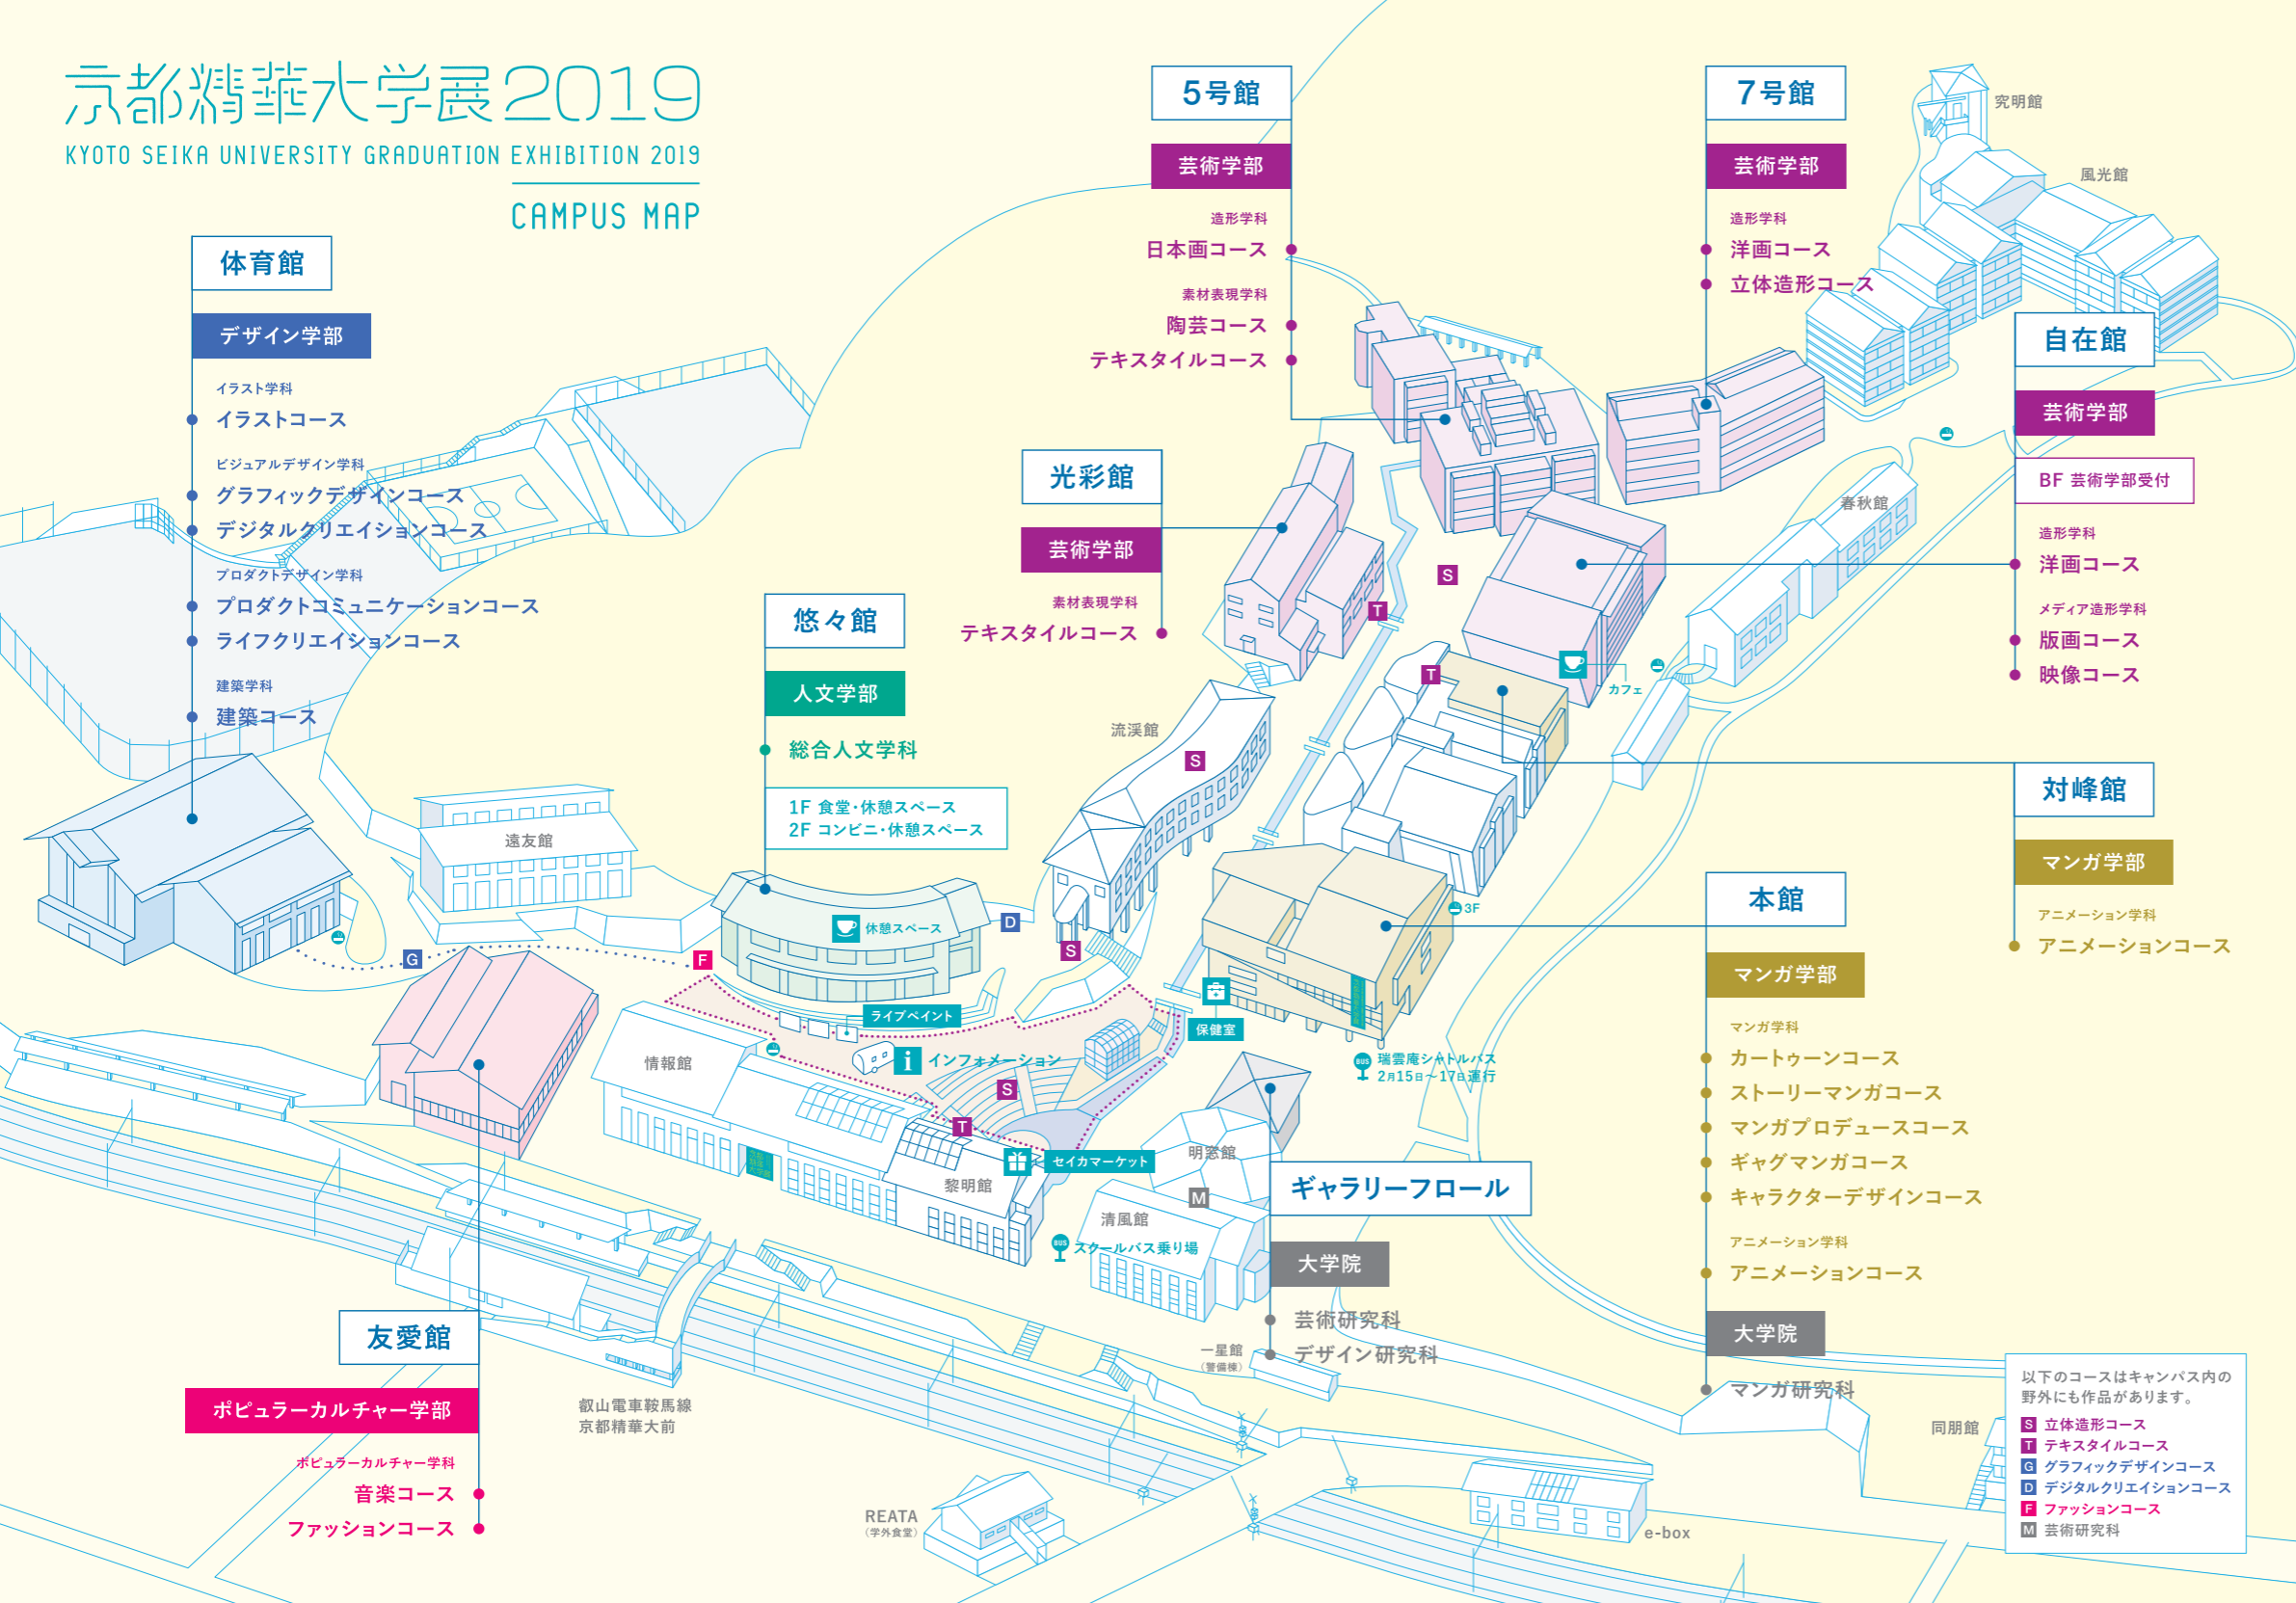 京都精華大学展2019
KYOTO SEIKA UNIVERSITY GRADUATION EXHIBITION 2019
CAMPUS MAP
体育館
デザイン学部
イラスト学科
イラストコース
ビジュアルデザイン学科
グラフィックデザインコース
デジタルクリエイションコース
プロダクトデザイン学科
プロダクトコミュニケーションコース
ライフクリエイションコース
建築学科
建築コース
5号館
芸術学部
造形学科
日本画コース
素材表現学科
陶芸コース
テキスタイルコース
7号館
芸術学部
造形学科
洋画コース
立体造形コース
究明館
風光館
自在館
芸術学部
BF 芸術学部受付
造形学科
洋画コース
メディア造形学科
版画コース
映像コース
春秋館
光彩館
芸術学部
素材表現学科
テキスタイルコース
S
T
T
カフェ
悠々館
人文学部
総合人文学科
1F 食堂・休憩スペース
2F コンビニ・休憩スペース
流渓館
S
対峰館
マンガ学部
アニメーション学科
アニメーションコース
遠友館
休憩スペース
D
S
3F
G
F
本館
マンガ学部
マンガ学科
カートゥーンコース
ストーリーマンガコース
マンガプロデュースコース
ギャグマンガコース
キャラクターデザインコース
アニメーション学科
アニメーションコース
大学院
マンガ研究科
ライブペイント
保健室
情報館
i インフォメーション
S
BUS
瑞雲庵シャトルバス
2月15日〜17日運行
T
セイカマーケット
明窓館
黎明館
M
清風館
BUS
スクールバス乗り場
ギャラリーフロール
大学院
芸術研究科
デザイン研究科
一星館
（警備棟）
友愛館
ポピュラーカルチャー学部
ポピュラーカルチャー学科
音楽コース
ファッションコース
叡山電車鞍馬線
京都精華大前
REATA
（学外食堂）
e-box
同朋館
以下のコースはキャンパス内の
野外にも作品があります。
S 立体造形コース
T テキスタイルコース
G グラフィックデザインコース
D デジタルクリエイションコース
F ファッションコース
M 芸術研究科